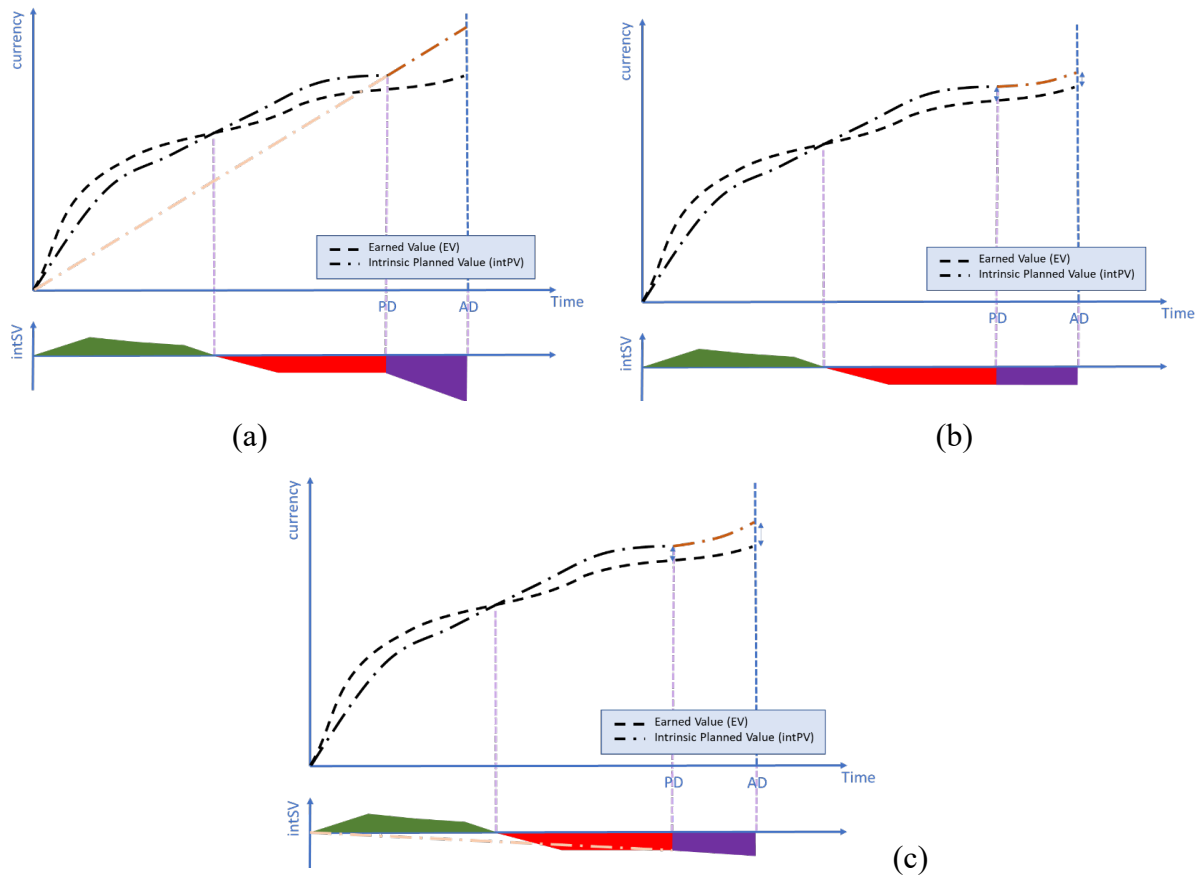 currency
Earned Value (EV)
Intrinsic Planned Value (intPV)
PD
AD
Time
intSV
(a)
currency
Earned Value (EV)
Intrinsic Planned Value (intPV)
PD
AD
Time
intSV
(b)
currency
Earned Value (EV)
Intrinsic Planned Value (intPV)
PD
AD
Time
intSV
(c)